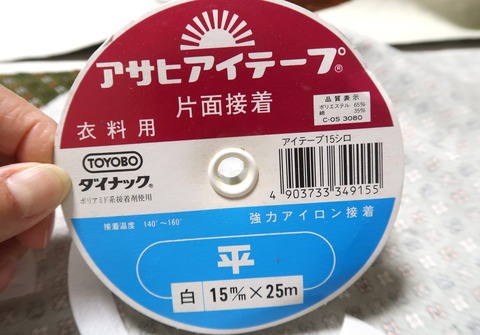 アサヒアイテープ®
片面接着
衣料用
品質表示
ポリエステル 65%
綿 35%
C-OS 3080
TOYOBO
ダイナック®
ポリアミド系接着剤使用
アイテープ15シロ
4 903733 349155
接着温度 140°~160°
強力アイロン接着
平
白 15m/m×25m